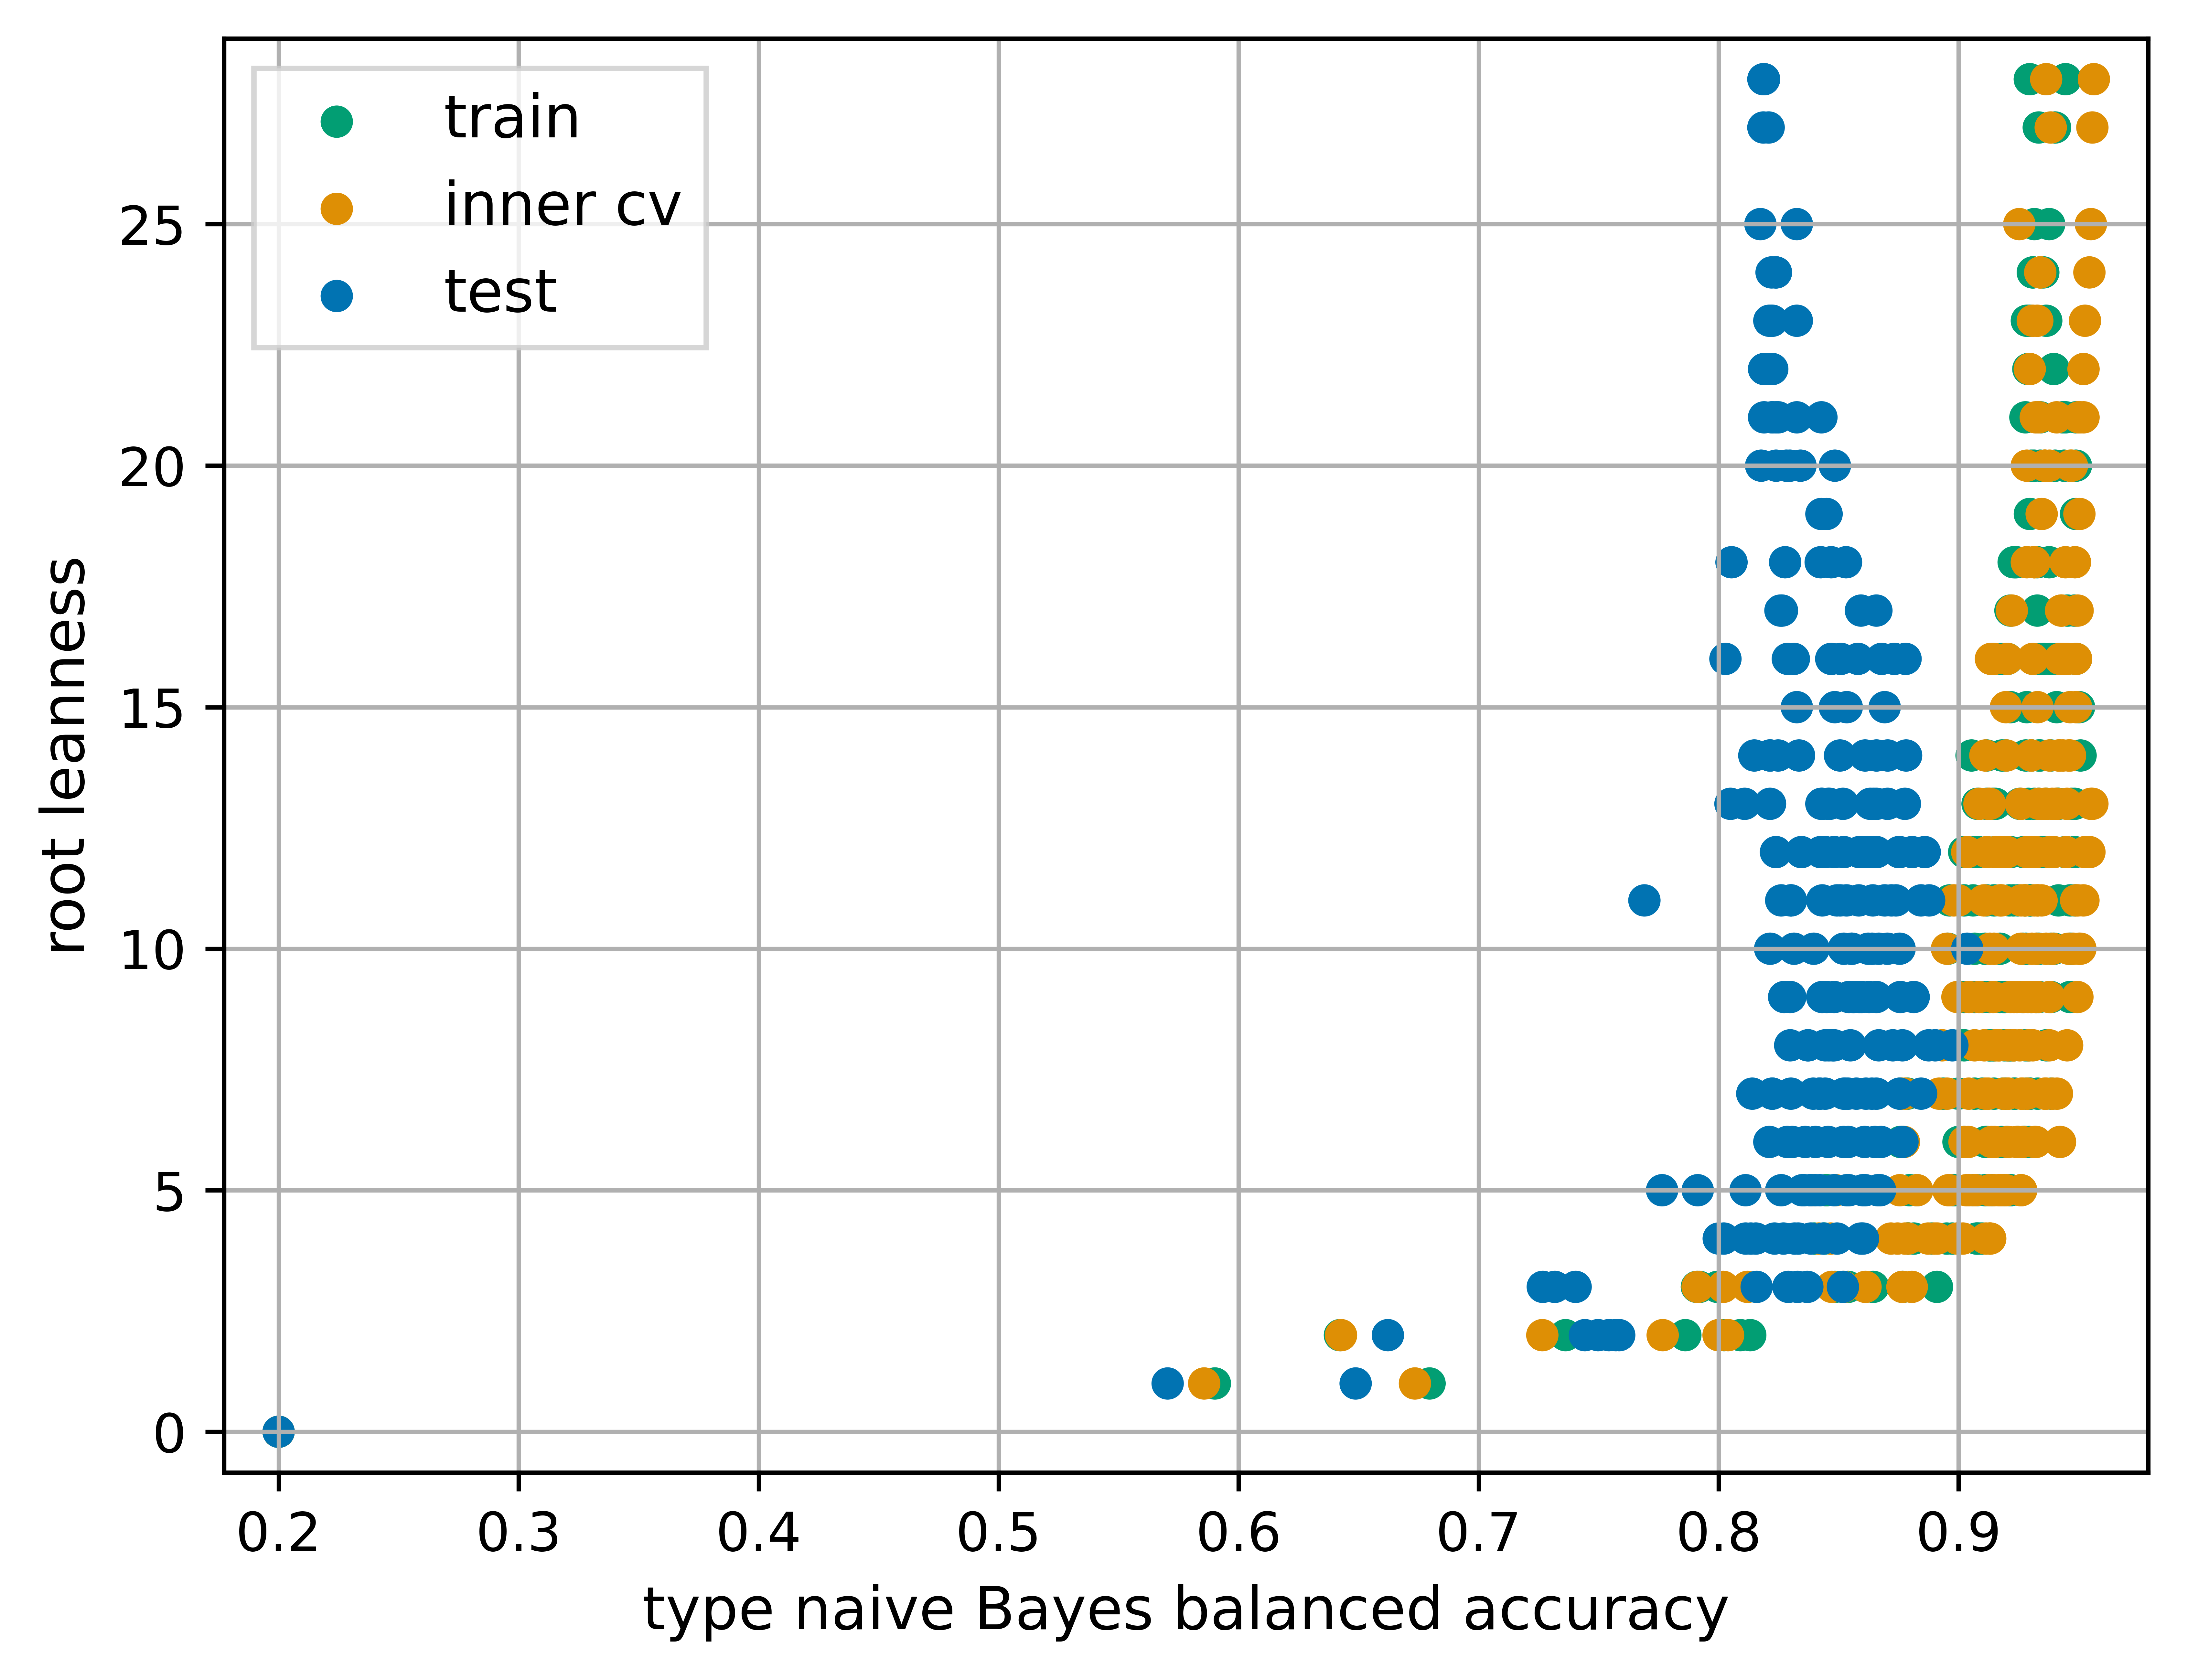 train
inner cv
test
25
20
15
10
5
0
root leanness
0.2 0.3 0.4 0.5 0.6 0.7 0.8 0.9
type naive Bayes balanced accuracy